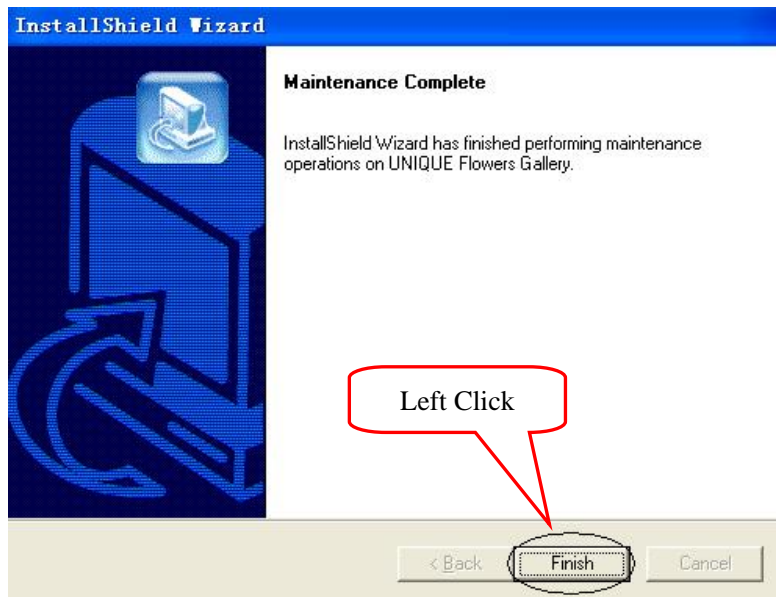 InstallShield Wizard
Maintenance Complete
InstallShield Wizard has finished performing maintenance
operations on UNIQUE Flowers Gallery.
Left Click
< Back Finish Cancel